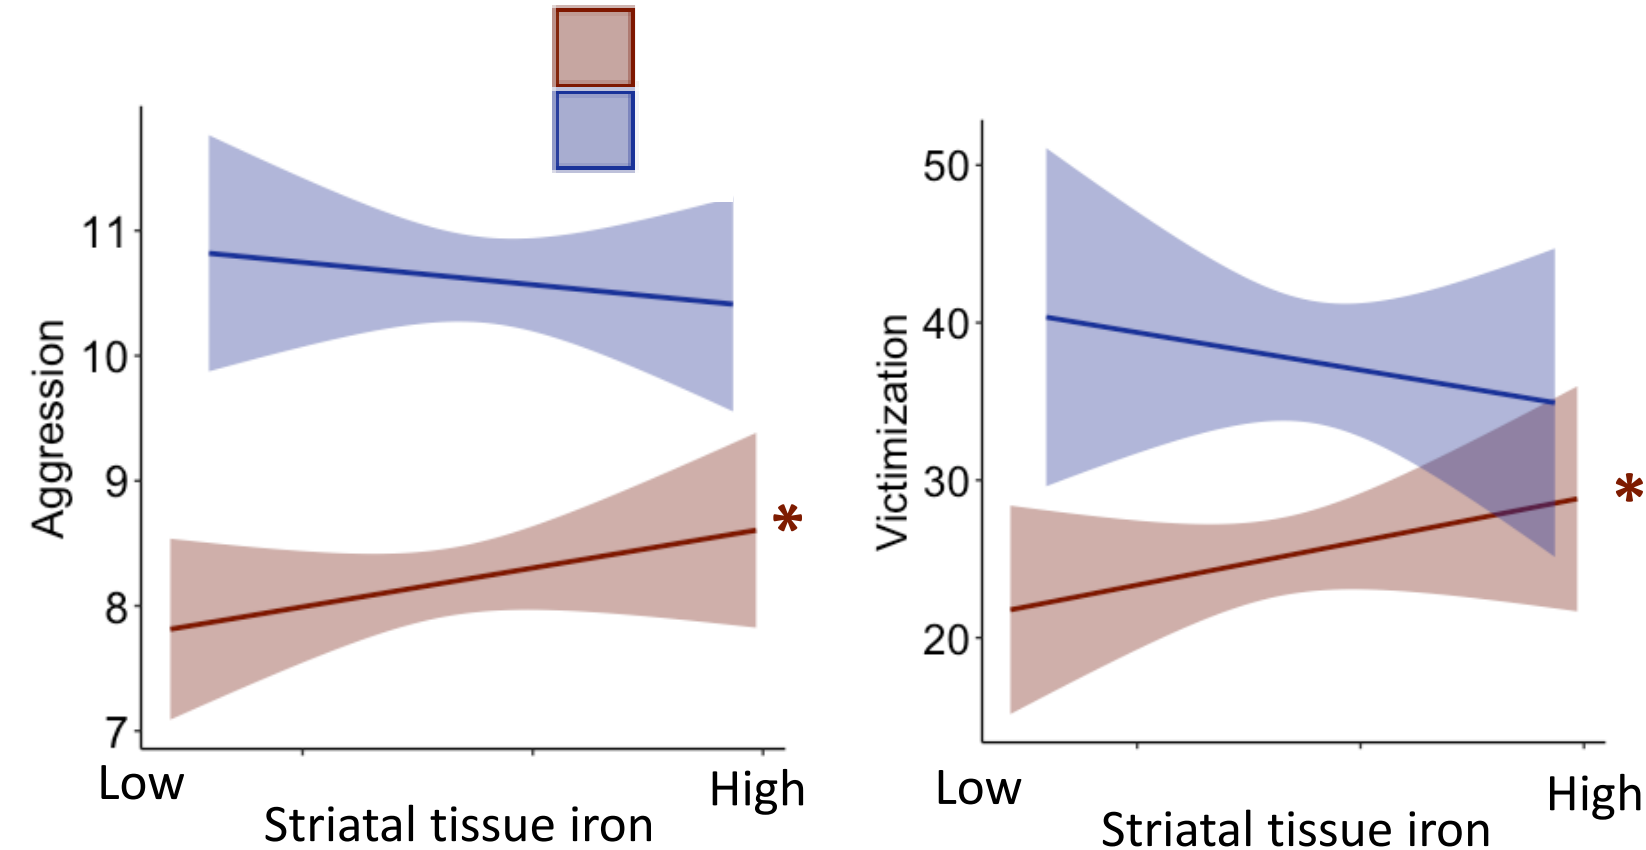 Aggression
11
10
9
8
7
*
Low
High
Striatal tissue iron
Victimization
50
40
30
20
*
Low
High
Striatal tissue iron